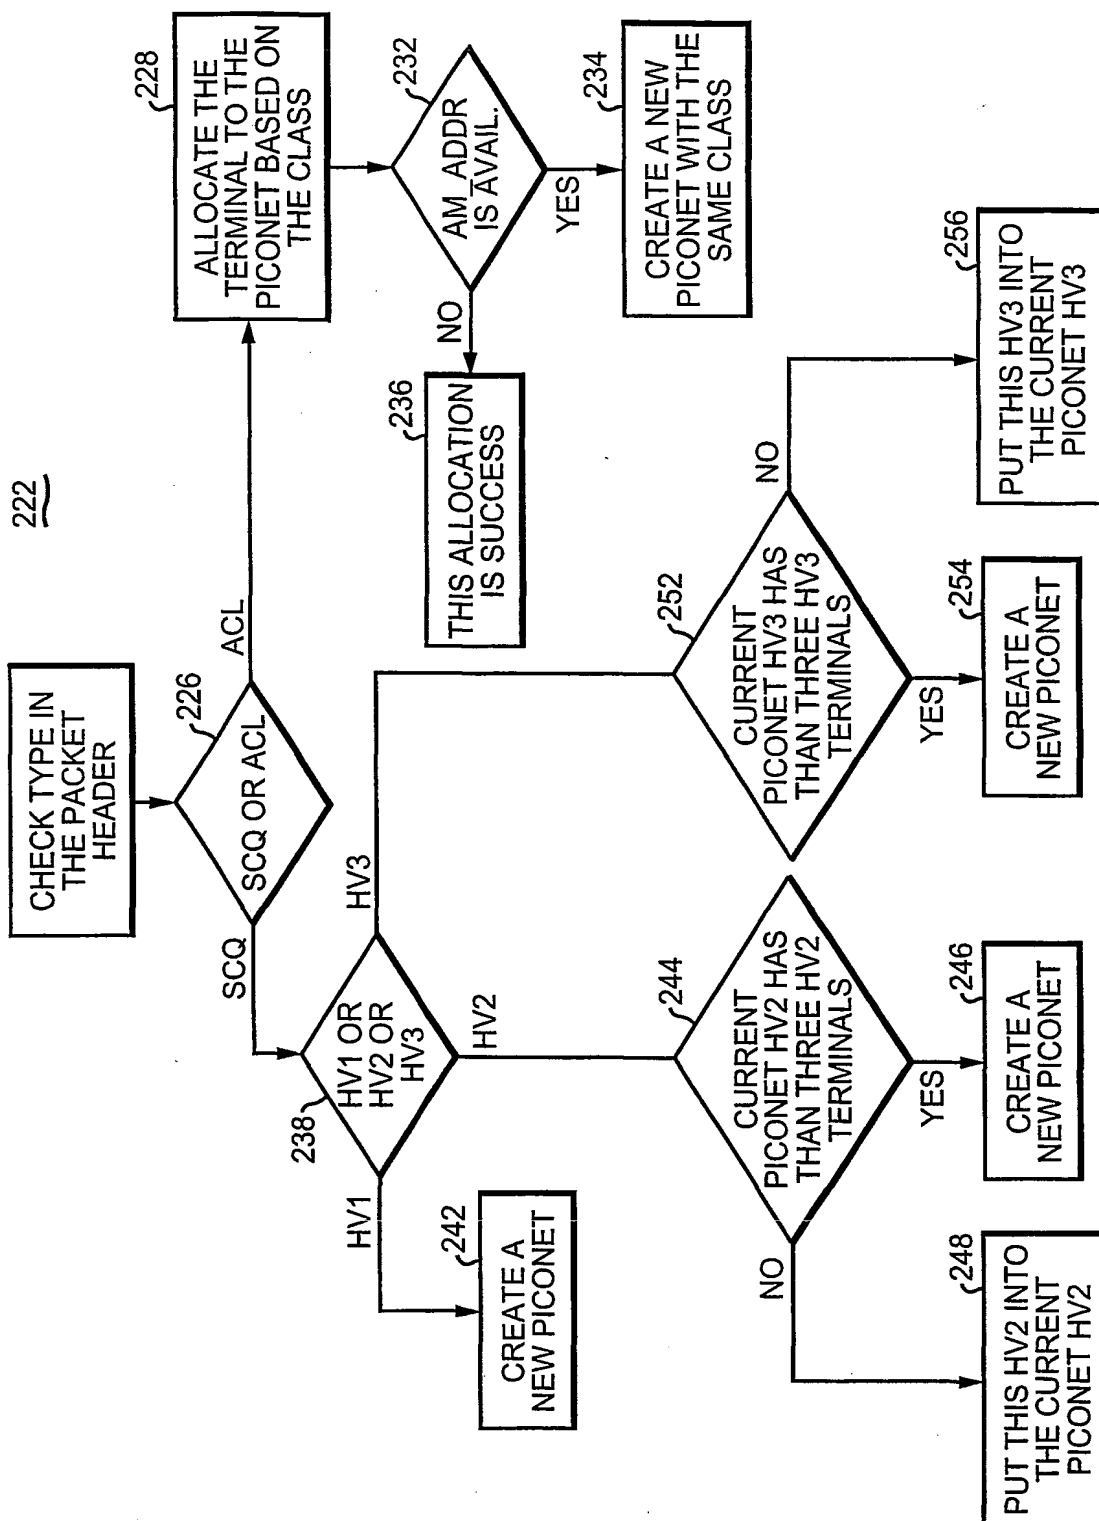 222
CHECK TYPE IN
THE PACKET
HEADER
226
SCQ OR ACL
SCQ
ACL
228
ALLOCATE THE
TERMINAL TO THE
PICONET BASED ON
THE CLASS
232
AM_ADDR
IS AVAIL.
NO
YES
236
THIS ALLOCATION
IS SUCCESS
234
CREATE A NEW
PICONET WITH THE
SAME CLASS
238
HV1 OR
HV2 OR
HV3
HV1
HV2
HV3
242
CREATE A
NEW PICONET
244
CURRENT
PICONET HV2 HAS
THAN THREE HV2
TERMINALS
NO
YES
248
PUT THIS HV2 INTO
THE CURRENT
PICONET HV2
246
CREATE A
NEW PICONET
252
CURRENT
PICONET HV3 HAS
THAN THREE HV3
TERMINALS
YES
NO
254
CREATE A
NEW PICONET
256
PUT THIS HV3 INTO
THE CURRENT
PICONET HV3